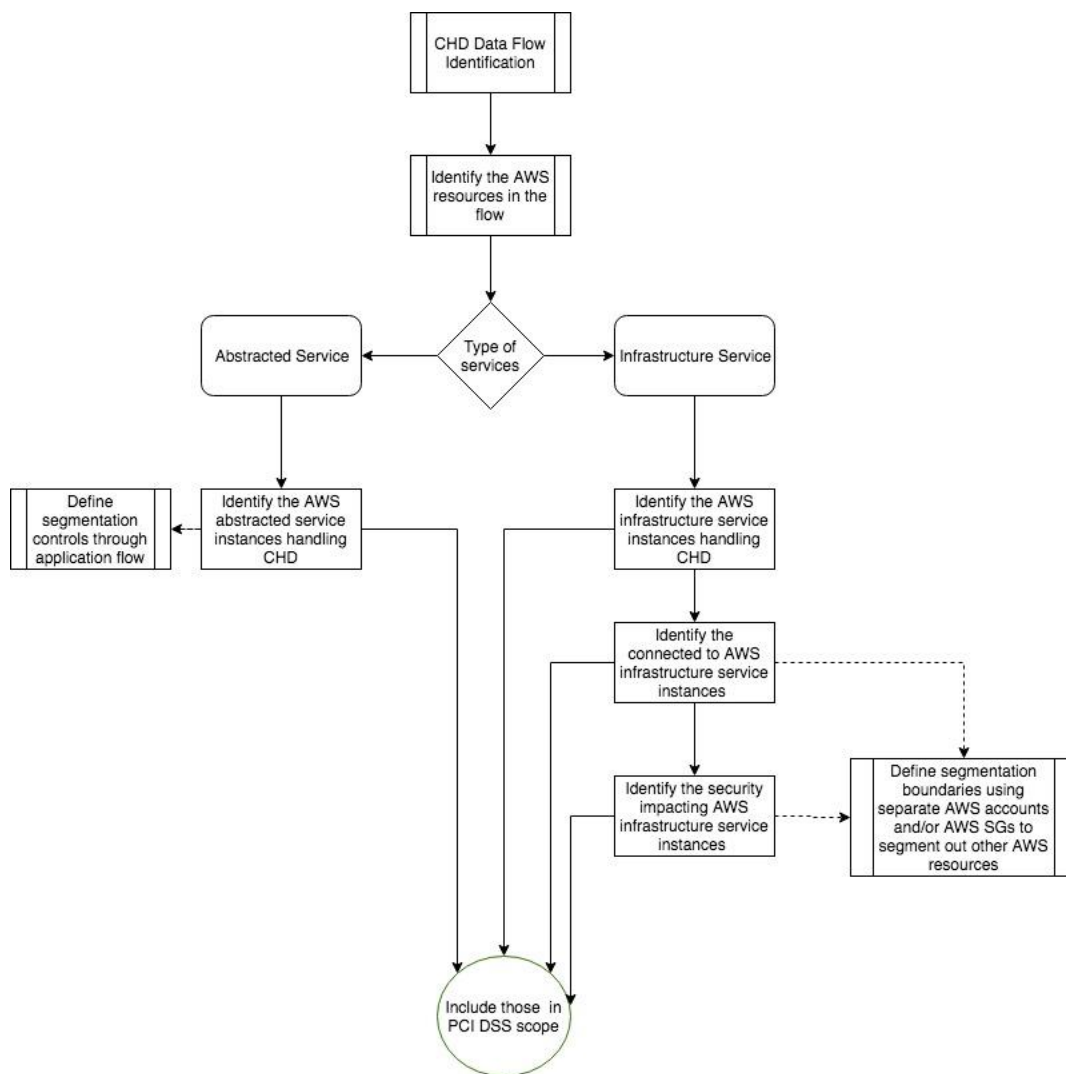 CHD Data Flow
Identification
Identify the AWS
resources in the
flow
Type of
services
Abstracted Service
Infrastructure Service
Define
segmentation
controls through
application flow
Identify the AWS
abstracted service
instances handling
CHD
Identify the AWS
infrastructure service
instances handling
CHD
Identify the
connected to AWS
infrastructure service
instances
Identify the security
impacting AWS
infrastructure service
instances
Define segmentation
boundaries using
separate AWS accounts
and/or AWS SGs to
segment out other AWS
resources
Include those in
PCI DSS scope